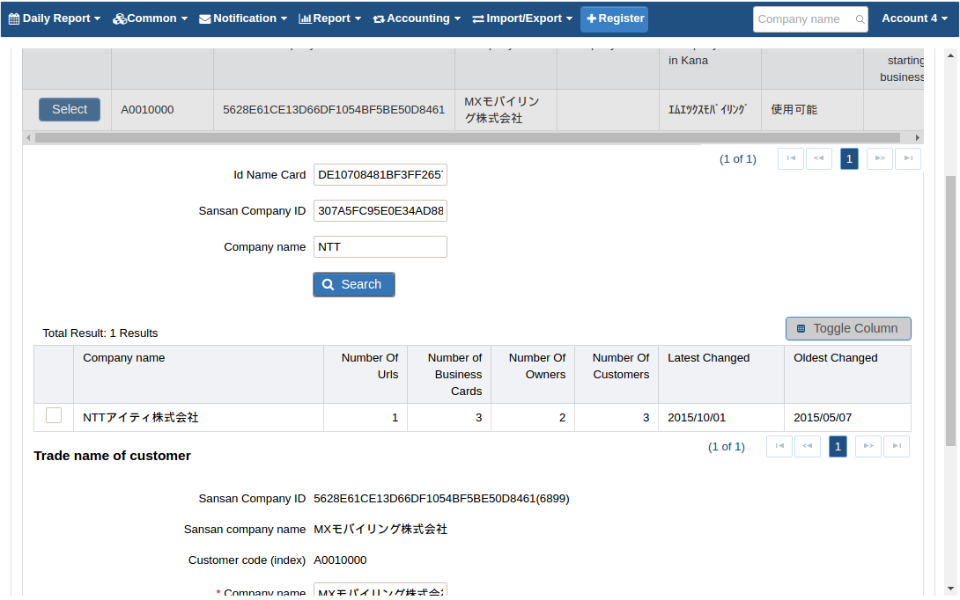 Daily Report Common Notification Report Accounting Import/Export Register Company name Account 4
in Kana
starting
business
Select A0010000 5628E61CE13D66DF1054BF5BE50D8461 MXモバイリン
グ株式会社
ｴﾑｴｯｸｽﾓﾊﾞｲﾘﾝｸﾞ 使用可能
(1 of 1) 1
Id Name Card DE10708481BF3FF265
Sansan Company ID 307A5FC95E0E34AD88
Company name NTT
Search
Total Result: 1 Results
Toggle Column
Company name Number Of Urls Number of Business Cards Number Of Owners Number Of Customers Latest Changed Oldest Changed
NTTアイティ株式会社 1 3 2 3 2015/10/01 2015/05/07
(1 of 1) 1
Trade name of customer
Sansan Company ID 5628E61CE13D66DF1054BF5BE50D8461(6899)
Sansan company name MXモバイリング株式会社
Customer code (index) A0010000
* Company name MXモバイリング株式会